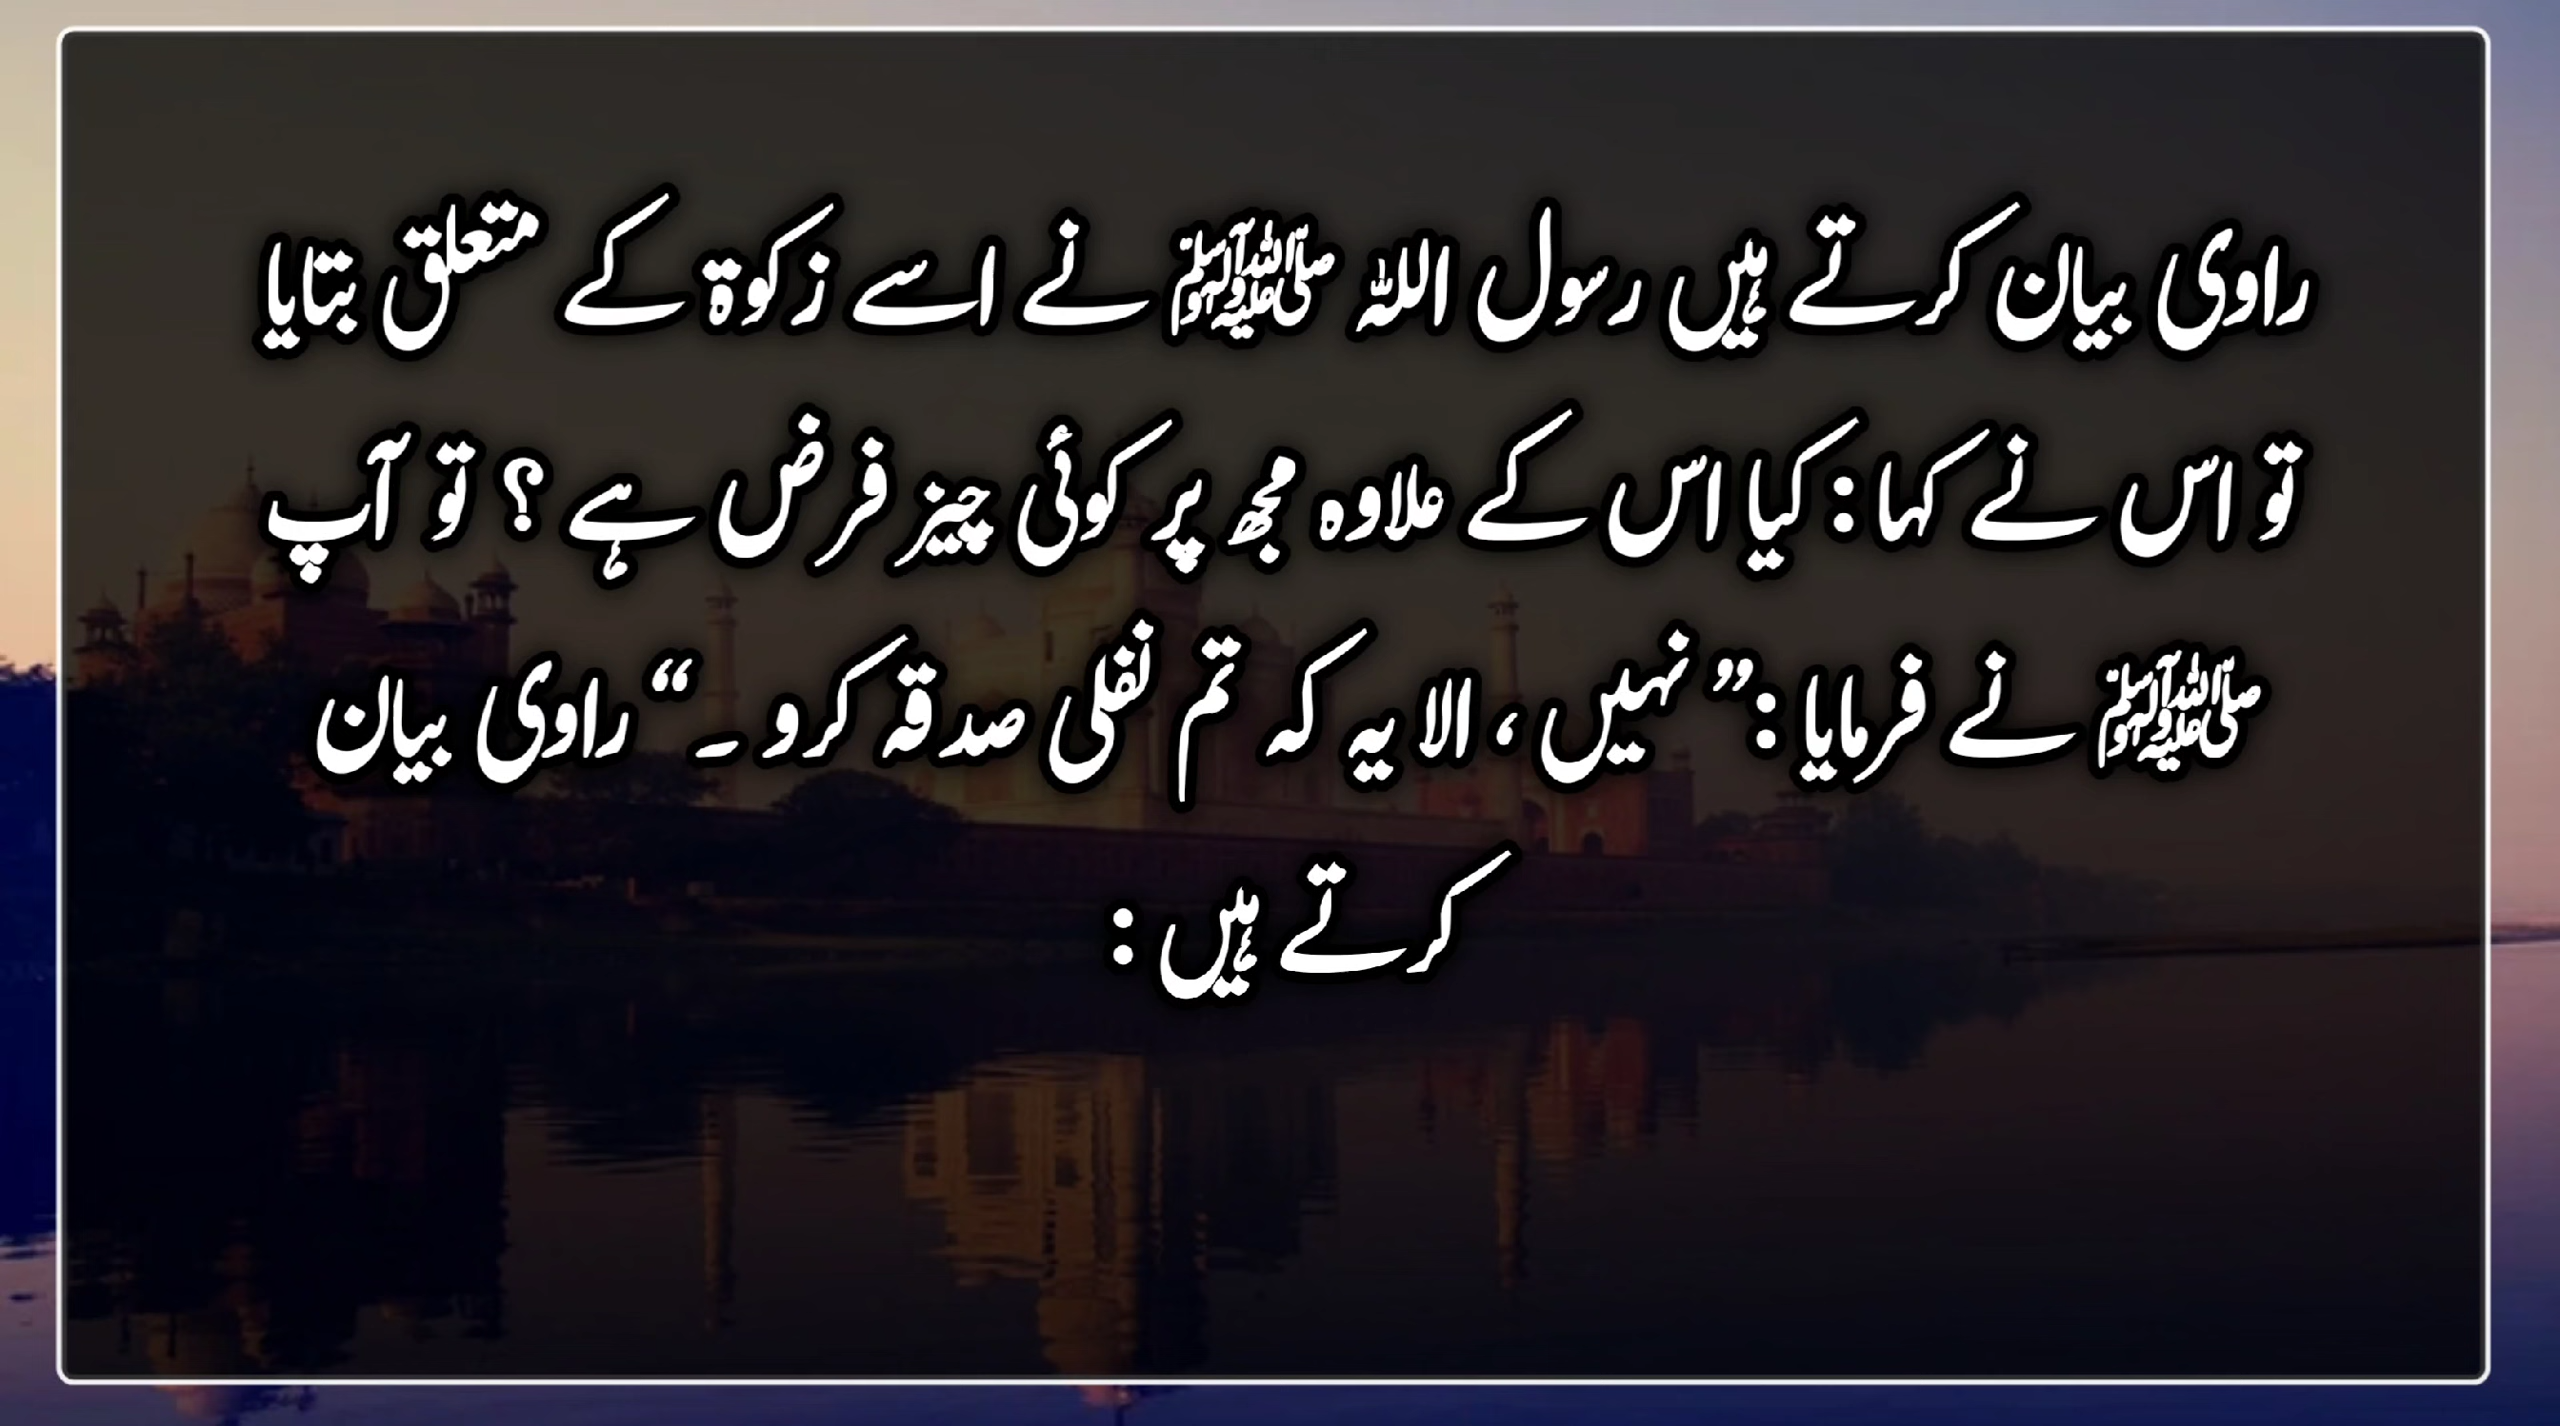 راوی بیان کرتے ہیں رسول اللہ ﷺ نے اسے زکوۃ کے متعلق بتایا
تو اس نے کہا : کیا اس کے علاوہ مجھ پر کوئی چیز فرض ہے ؟ تو آپ
ﷺ نے فرمایا :’’ نہیں ، الا یہ کہ تم نفلی صدقہ کرو ۔‘‘ راوی بیان
کرتے ہیں :